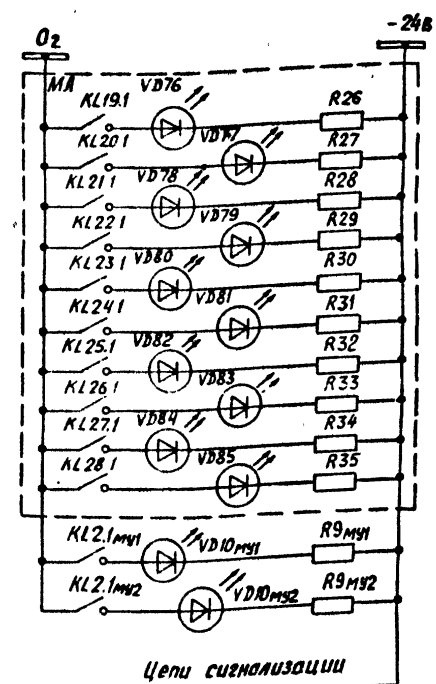 О2 -24В
МЛ VD76
KL19.1 R26
KL20.1 VD77 R27
KL21.1 VD78 R28
KL22.1 VD79 R29
KL23.1 VD80 R30
KL24.1 VD81 R31
KL25.1 VD82 R32
KL26.1 VD83 R33
KL27.1 VD84 R34
KL28.1 VD85 R35
KL2.1му1 VD10му1 R9му1
KL2.1му2 VD10му2 R9му2
Цепи сигнализации